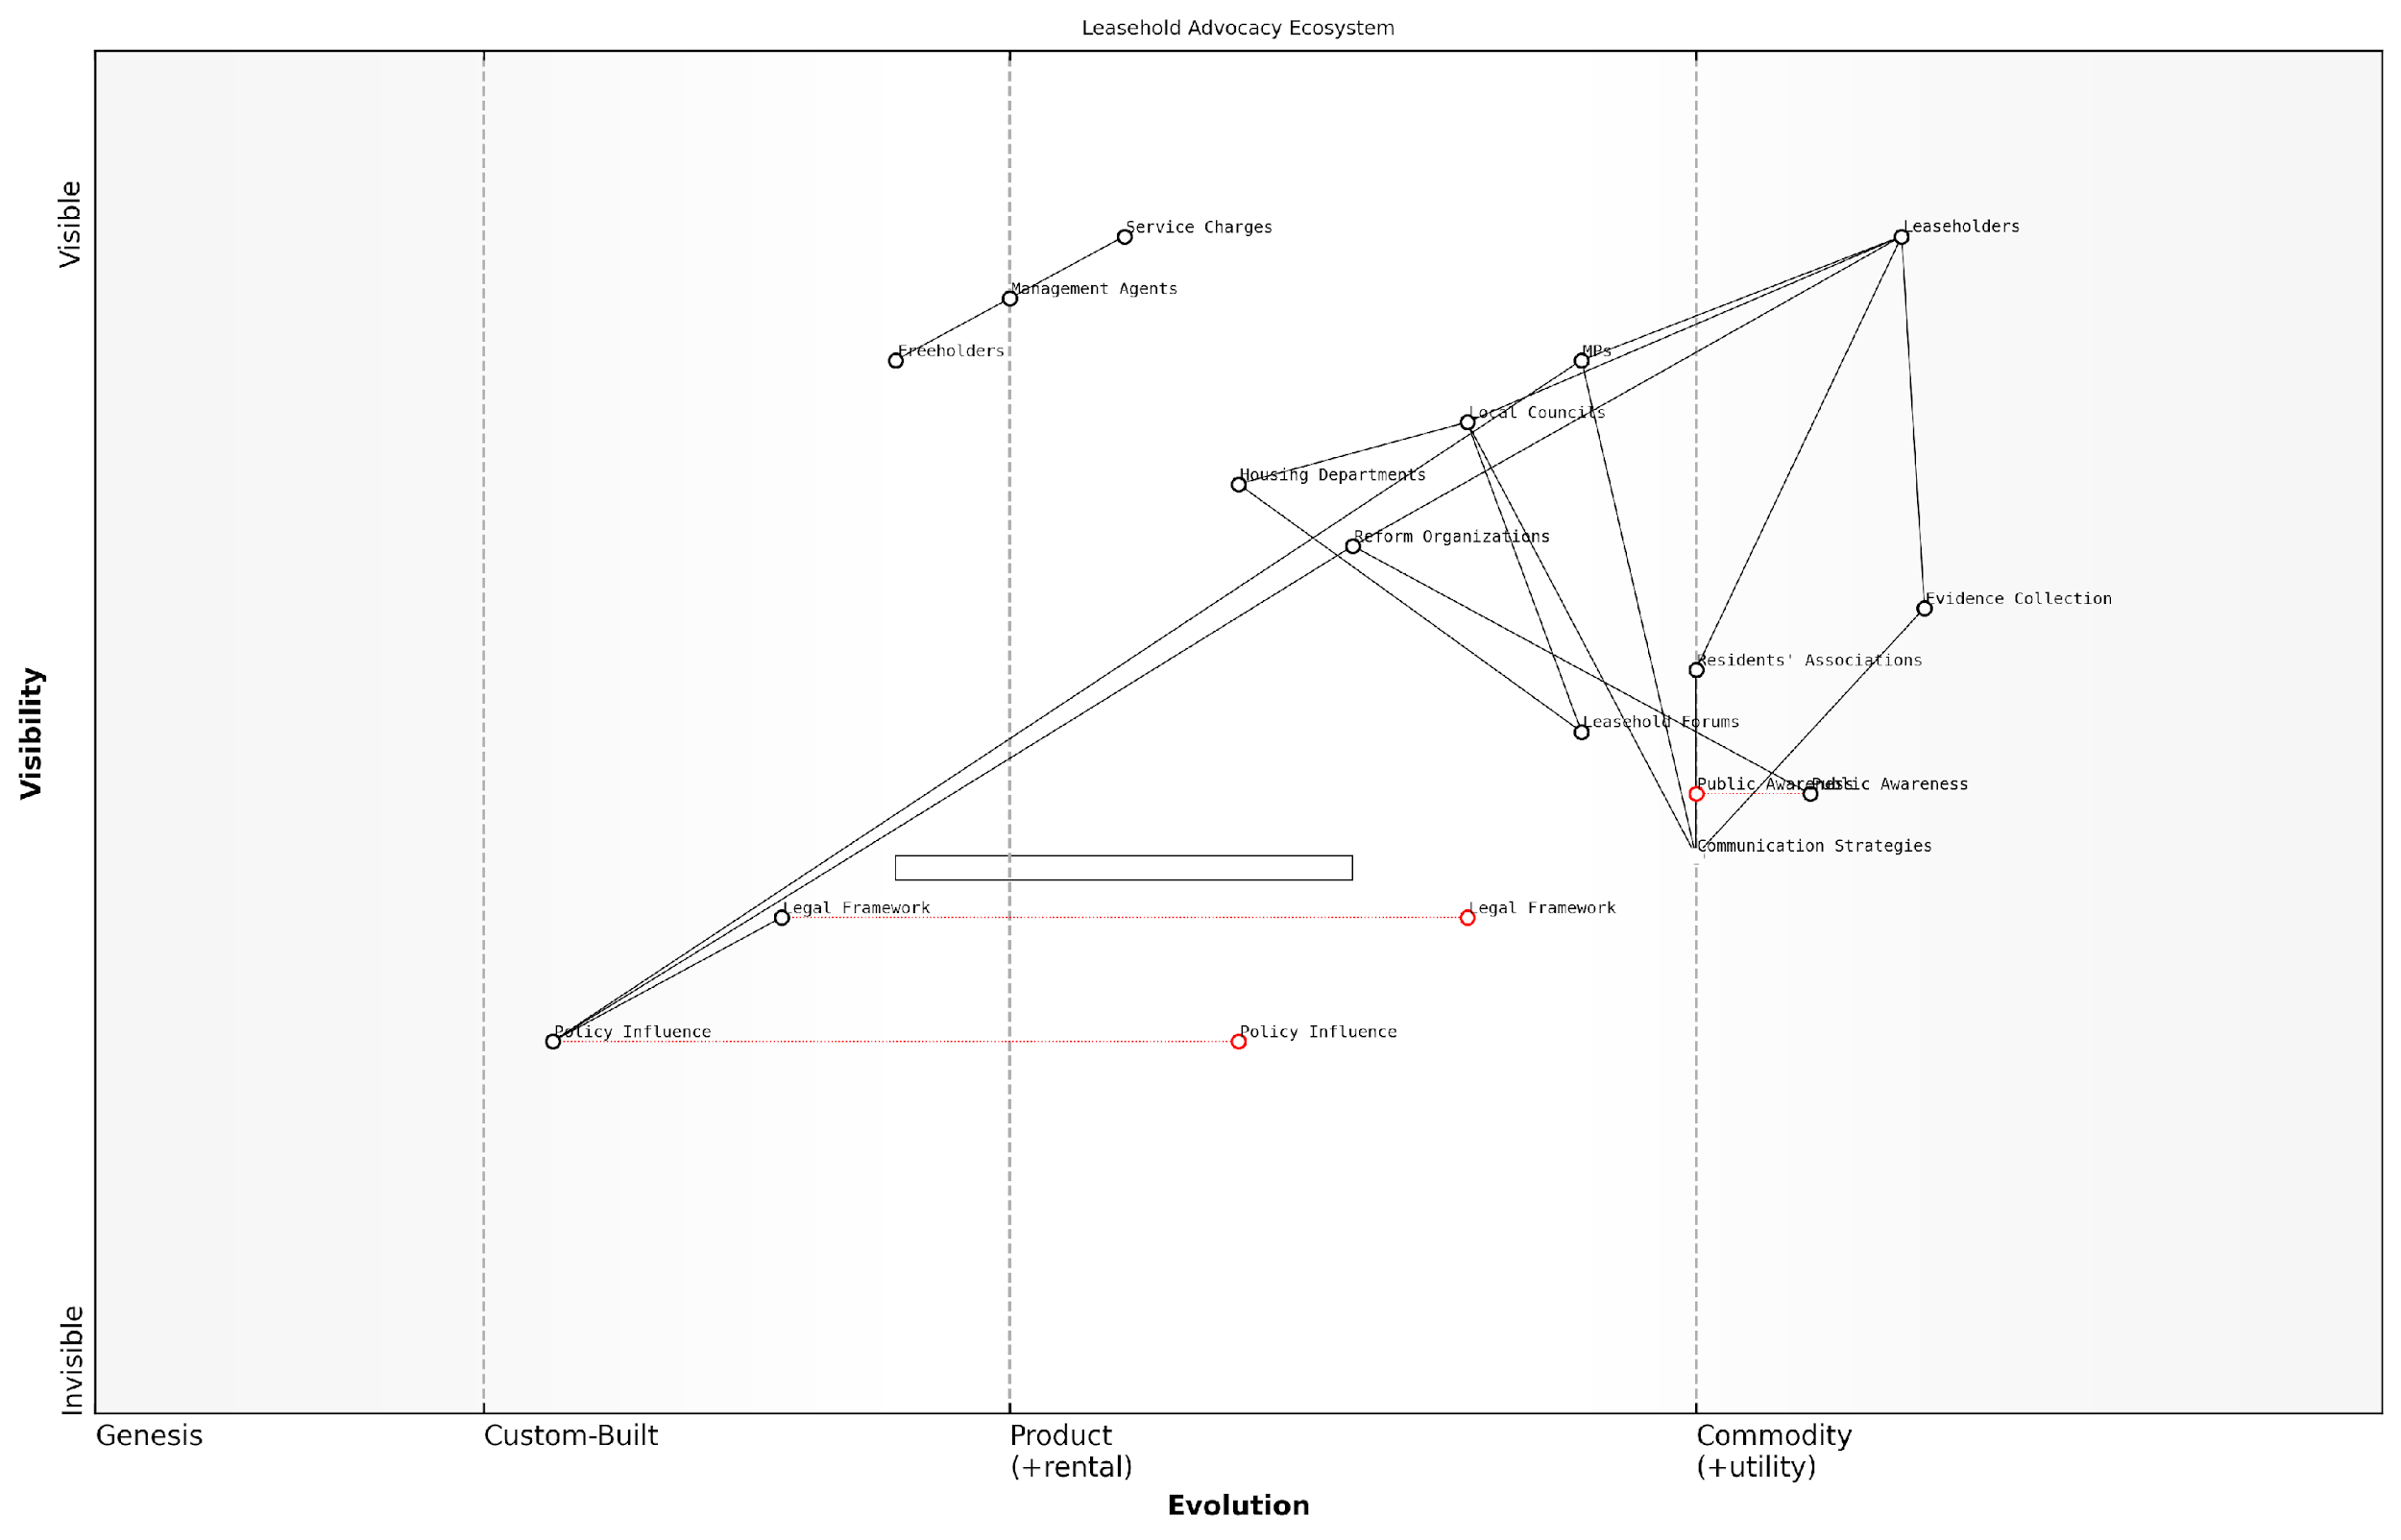 Leasehold Advocacy Ecosystem
Visible
Service Charges
Leaseholders
Management Agents
Freeholders
MPs
Local Councils
Housing Departments
Reform Organizations
Evidence Collection
Residents' Associations
Leasehold Forums
Public Awareness
Public Awareness
Communication Strategies
Visibility
Legal Framework
Legal Framework
Policy Influence
Policy Influence
Invisible
Genesis
Custom-Built
Product
(+rental)
Commodity
(+utility)
Evolution